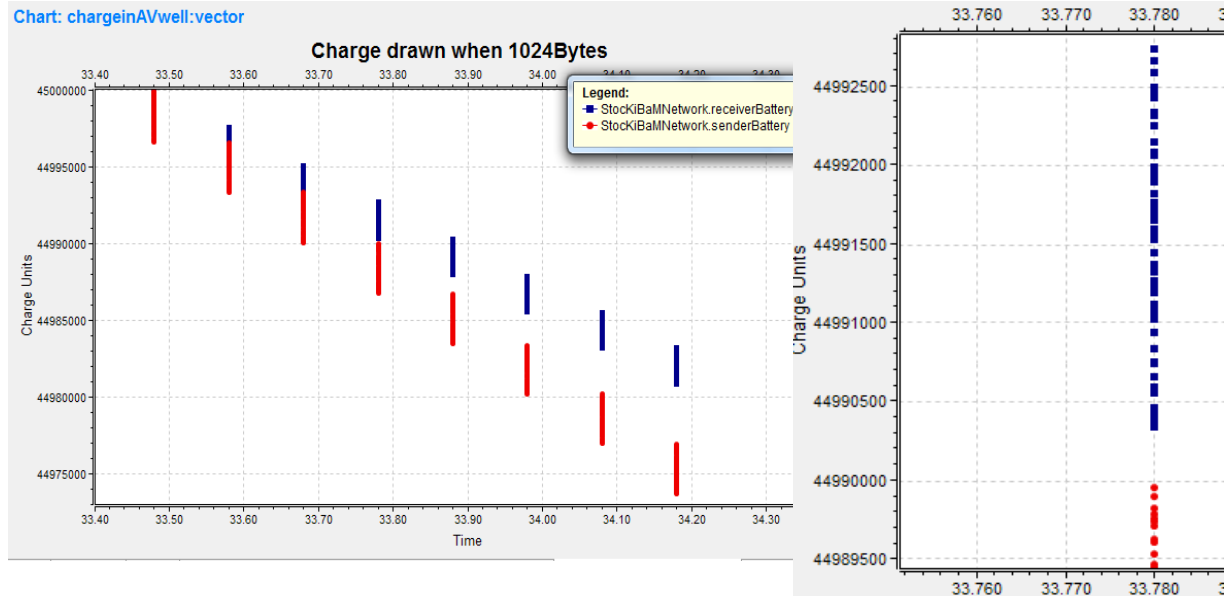 Chart: chargeinAVwell:vector
Charge drawn when 1024Bytes
33.40 33.50 33.60 33.70 33.80 33.90 34.00 34.10 34.20 34.30
Legend:
StocKiBaMNetwork.receiverBattery
StocKiBaMNetwork.senderBattery
45000000
44995000
44990000
44985000
44980000
44975000
Charge Units
33.40 33.50 33.60 33.70 33.80 33.90 34.00 34.10 34.20 34.30
Time
33.760 33.770 33.780
44992500
44992000
44991500
44991000
44990500
44990000
44989500
Charge Units
33.760 33.770 33.780